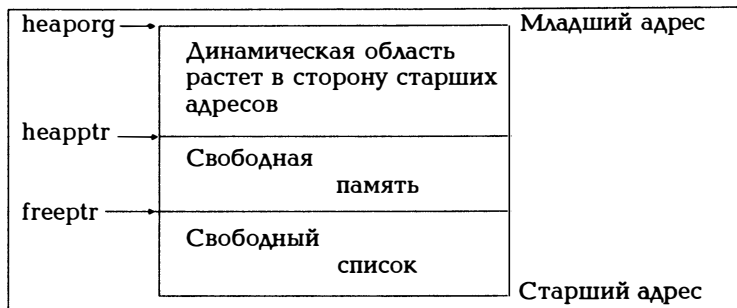 heaporg
Младший адрес
Динамическая область
растет в сторону старших
адресов
heapptr
Свободная
память
freeptr
Свободный
список
Старший адрес